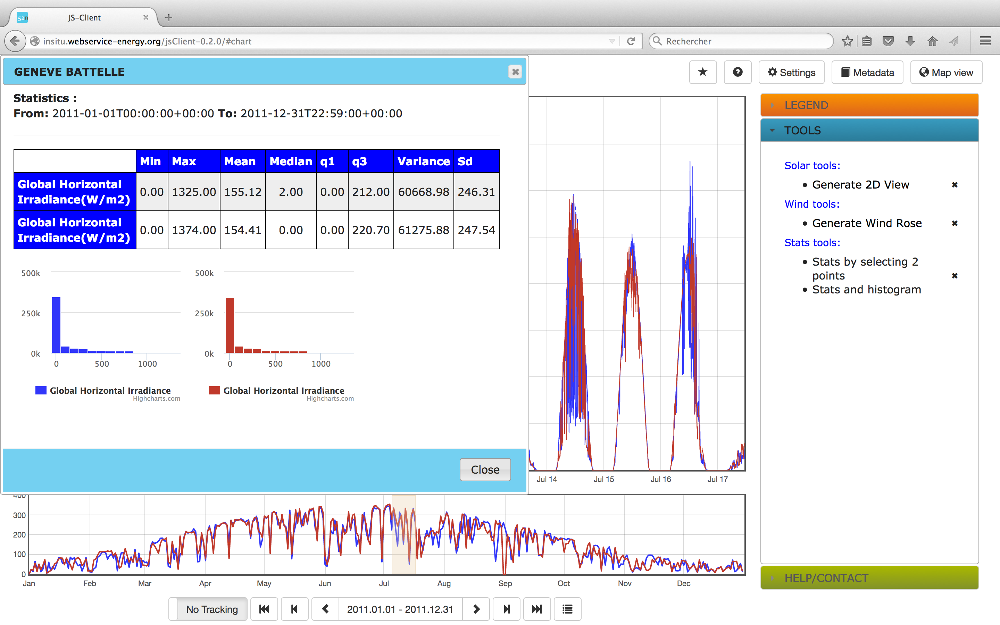 52n
JS-Client
insitu.webservice-energy.org/jsClient-0.2.0/#chart
Rechercher
GENEVE BATTELLE
Settings
Metadata
Map view
Statistics :
From: 2011-01-01T00:00:00+00:00 To: 2011-12-31T22:59:00+00:00
Min Max Mean Median q1 q3 Variance Sd
Global Horizontal
Irradiance(W/m2)
0.00 1325.00 155.12 2.00 0.00 212.00 60668.98 246.31
Global Horizontal
Irradiance(W/m2)
0.00 1374.00 154.41 0.00 0.00 220.70 61275.88 247.54
500k
250k
0k
0 500 1000
Global Horizontal Irradiance
Highcharts.com
500k
250k
0k
0 500 1000
Global Horizontal Irradiance
Highcharts.com
Close
Jul 14 Jul 15 Jul 16 Jul 17
LEGEND
TOOLS
Solar tools:
• Generate 2D View
Wind tools:
• Generate Wind Rose
Stats tools:
• Stats by selecting 2
points
• Stats and histogram
HELP/CONTACT
400
300
200
100
0
Jan Feb Mar Apr May Jun Jul Aug Sep Oct Nov Dec
No Tracking
2011.01.01 - 2011.12.31